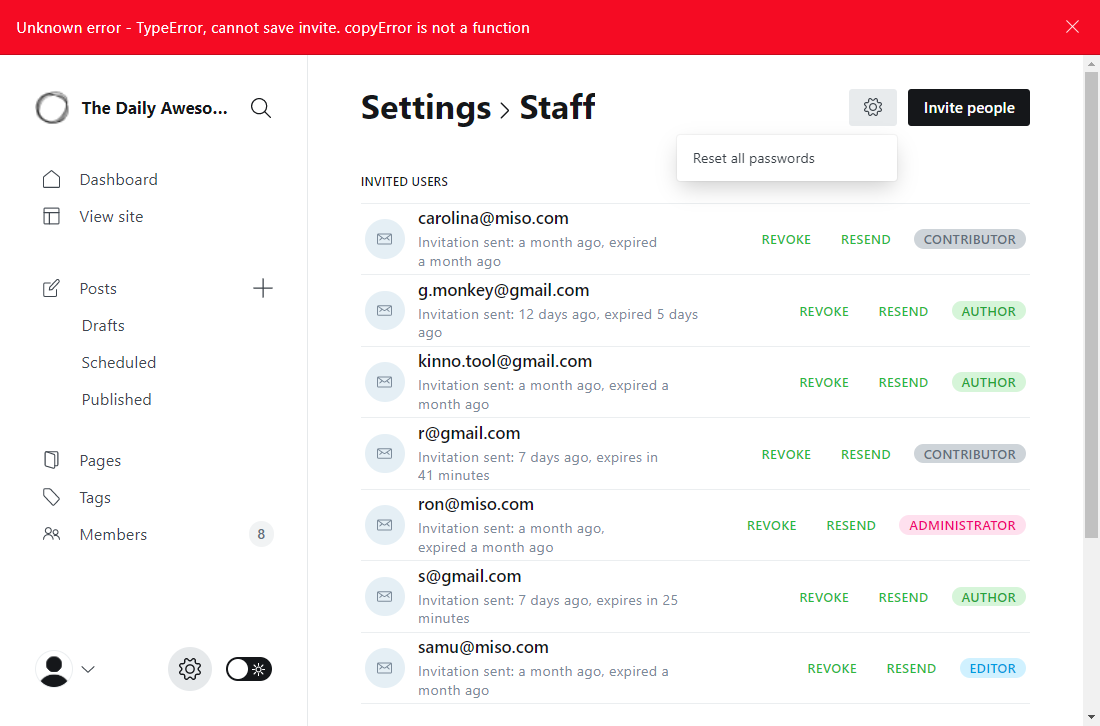 Unknown error - TypeError, cannot save invite. copyError is not a function
The Daily Aweso...
Dashboard
View site
Posts
Drafts
Scheduled
Published
Pages
Tags
Members
8
Settings > Staff
Invite people
Reset all passwords
INVITED USERS
carolina@miso.com
Invitation sent: a month ago, expired
a month ago
REVOKE RESEND CONTRIBUTOR
g.monkey@gmail.com
Invitation sent: 12 days ago, expired 5 days
ago
REVOKE RESEND AUTHOR
kinno.tool@gmail.com
Invitation sent: a month ago, expired a
month ago
REVOKE RESEND AUTHOR
r@gmail.com
Invitation sent: 7 days ago, expires in
41 minutes
REVOKE RESEND CONTRIBUTOR
ron@miso.com
Invitation sent: a month ago,
expired a month ago
REVOKE RESEND ADMINISTRATOR
s@gmail.com
Invitation sent: 7 days ago, expires in 25
minutes
REVOKE RESEND AUTHOR
samu@miso.com
Invitation sent: a month ago, expired a
month ago
REVOKE RESEND EDITOR